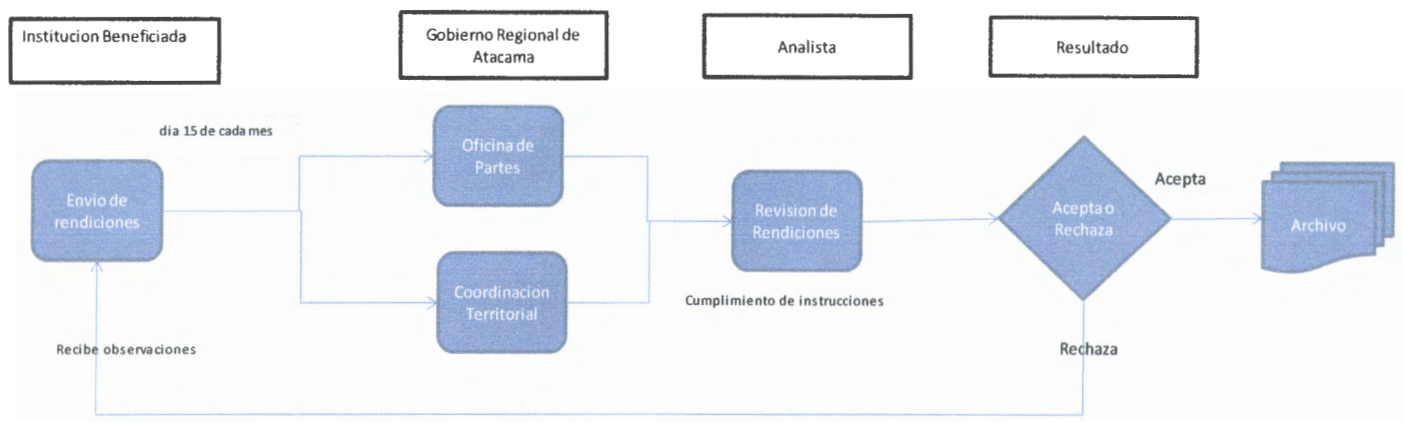 Institucion Beneficiada
Gobierno Regional de
Atacama
Analista
Resultado
dia 15 de cada mes
Envio de
rendiciones
Oficina de
Partes
Coordinacion
Territorial
Revision de
Rendiciones
Cumplimiento de instrucciones
Acepta o
Rechaza
Acepta
Archivo
Rechaza
Recibe observaciones